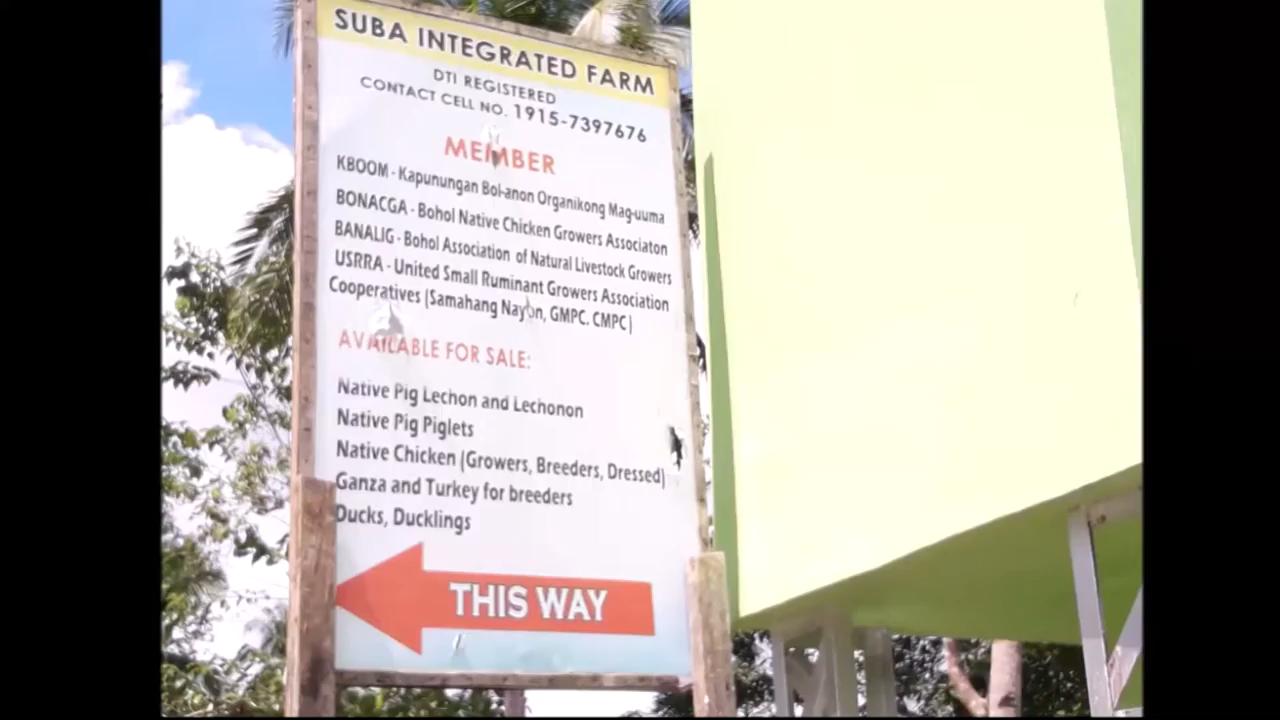 SUBA INTEGRATED FARM
DTI REGISTERED
CONTACT CELL NO. 1915-7397676
MEMBER
KBOOM - Kapunungan Bol-anon Organikong Mag-uuma
BONACGA - Bohol Native Chicken Growers Associaton
BANALIG - Bohol Association of Natural Livestock Growers
USRRA - United Small Ruminant Growers Association
Cooperatives (Samahang Nayon, GMPC. CMPC)
AVAILABLE FOR SALE:
Native Pig Lechon and Lechonon
Native Pig Piglets
Native Chicken (Growers, Breeders, Dressed)
Ganza and Turkey for breeders
Ducks, Ducklings
THIS WAY